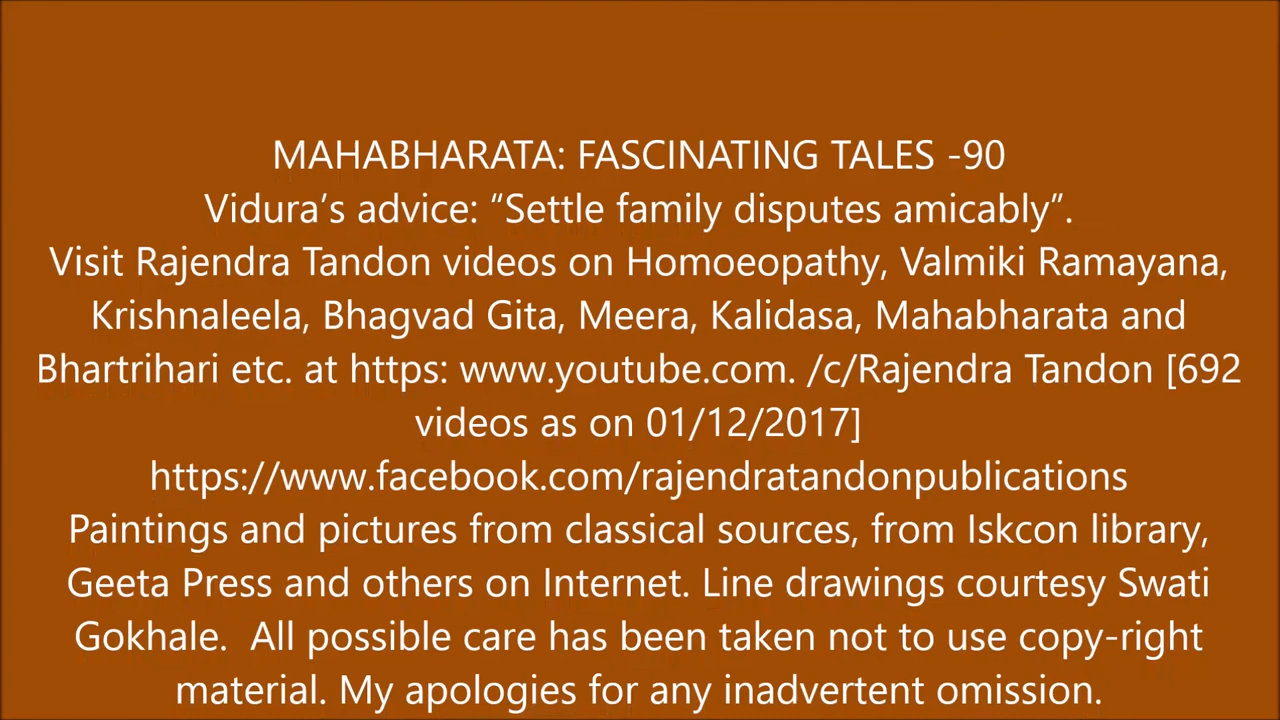 MAHABHARATA: FASCINATING TALES -90
Vidura’s advice: “Settle family disputes amicably”.
Visit Rajendra Tandon videos on Homoeopathy, Valmiki Ramayana,
Krishnaleela, Bhagvad Gita, Meera, Kalidasa, Mahabharata and
Bhartrihari etc. at https: www.youtube.com. /c/Rajendra Tandon [692
videos as on 01/12/2017]
https://www.facebook.com/rajendratandonpublications
Paintings and pictures from classical sources, from Iskcon library,
Geeta Press and others on Internet. Line drawings courtesy Swati
Gokhale.  All possible care has been taken not to use copy-right
material. My apologies for any inadvertent omission.